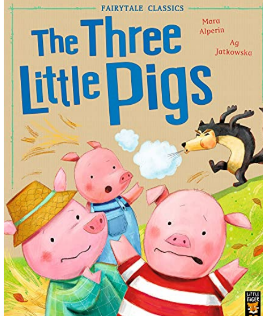 FAIRYTALE CLASSICS
The Three
Little Pigs
Mara
Alperin
Ag
Jatkowska
LITTLE
TIGER